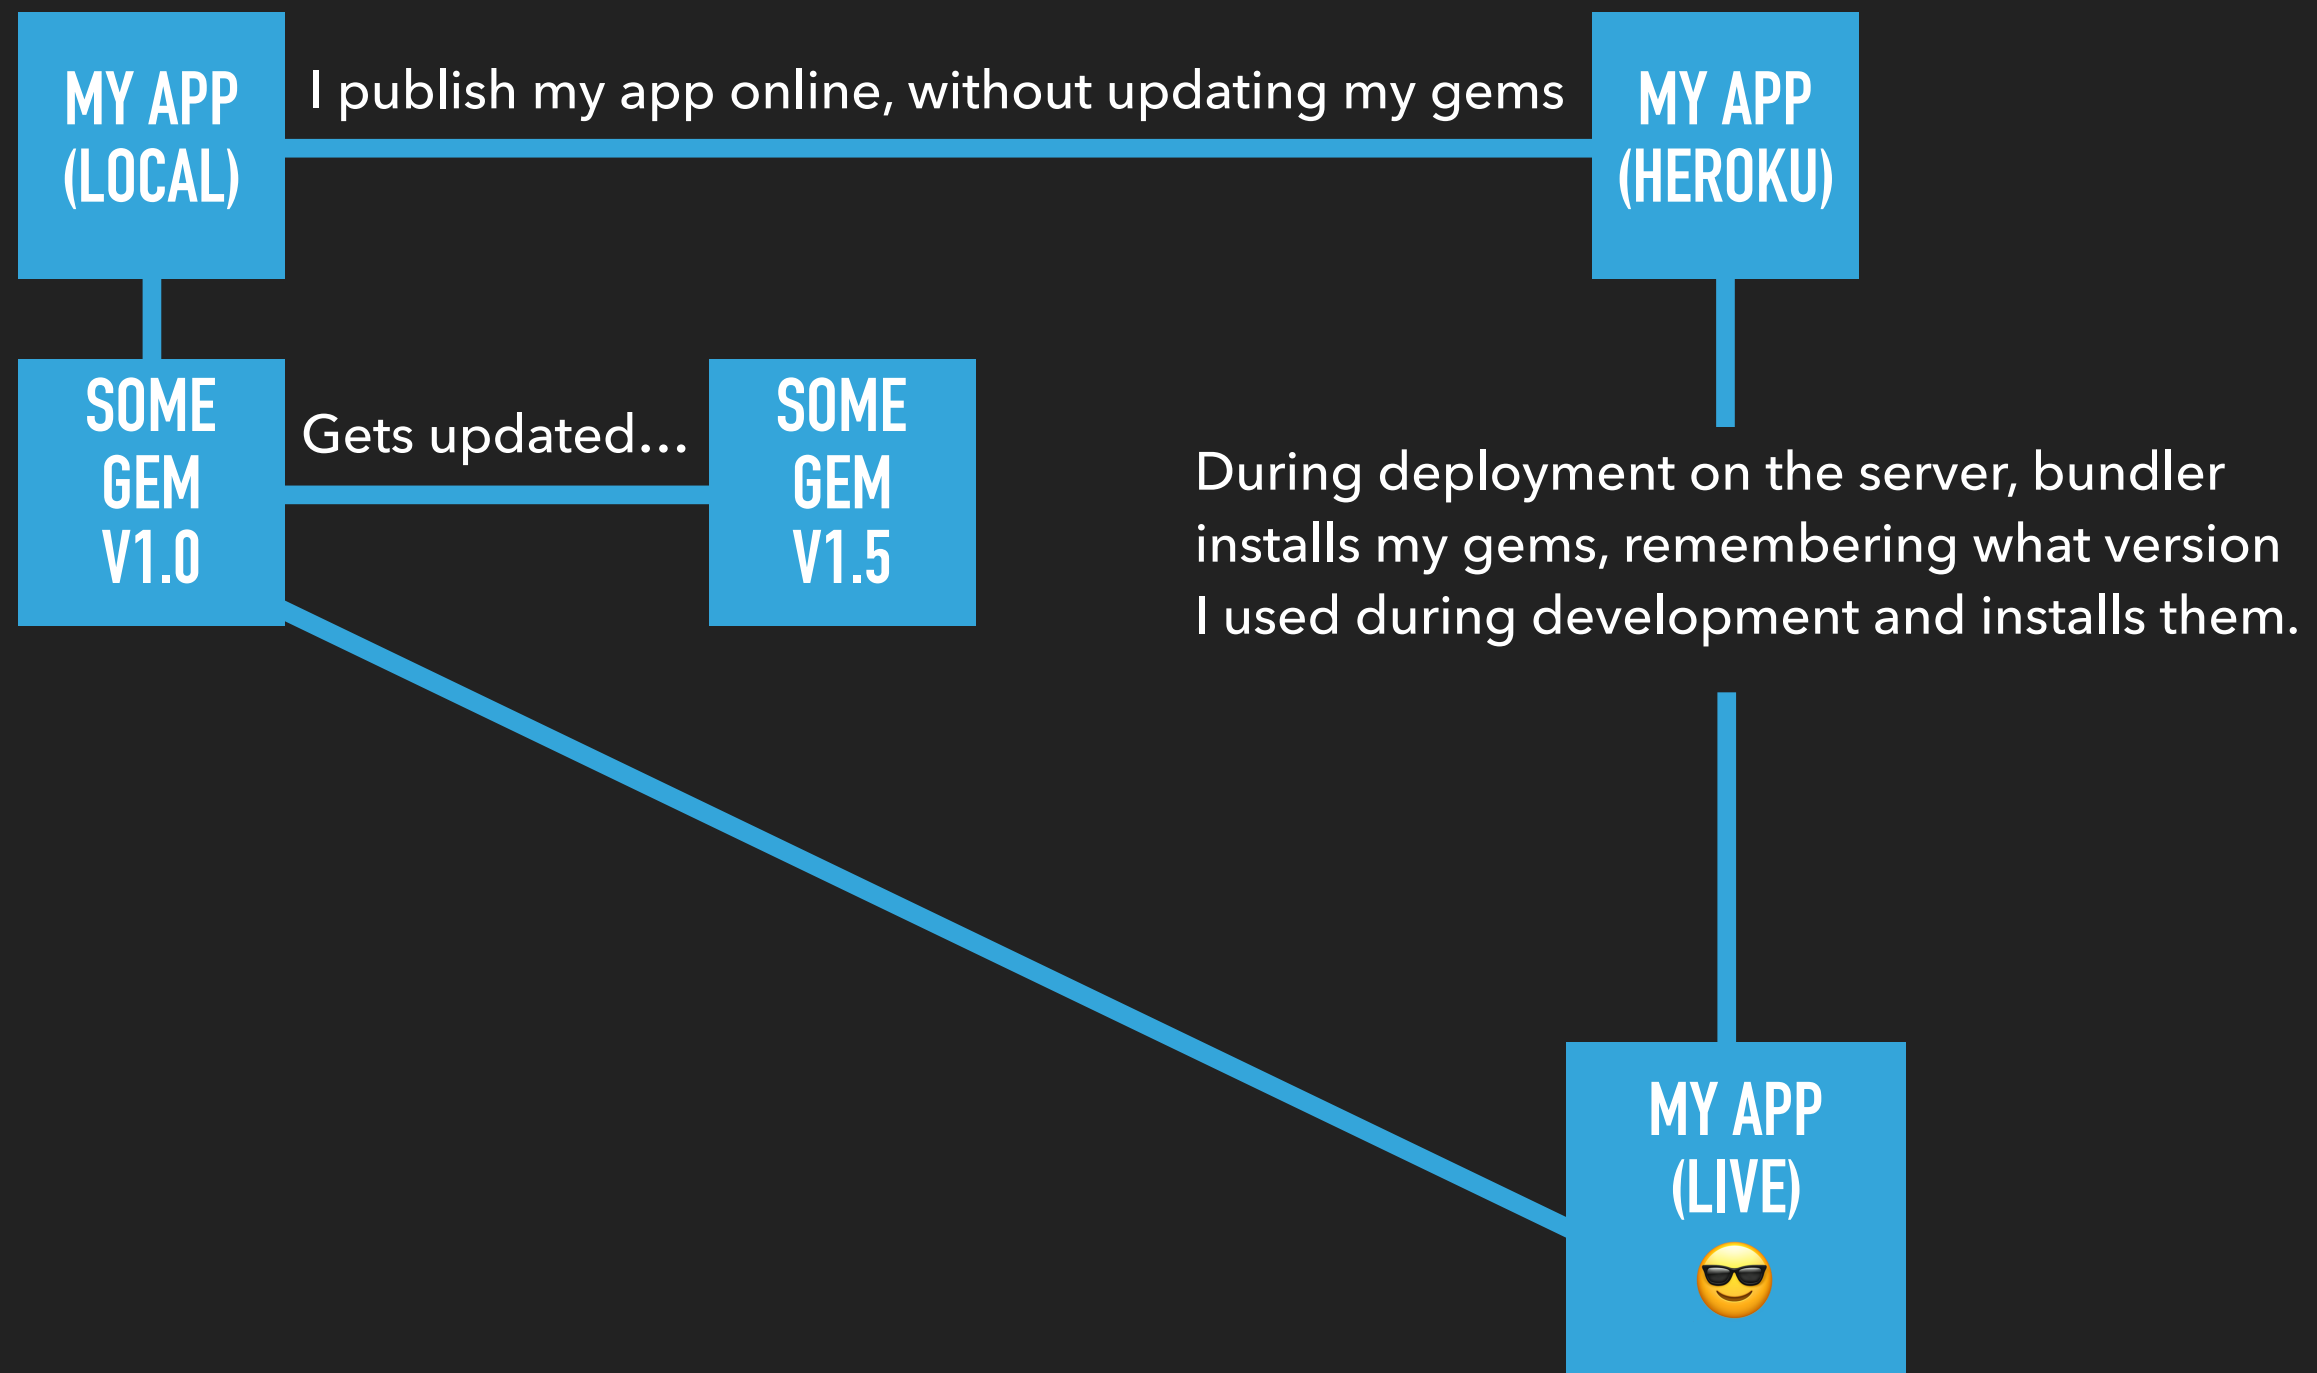 MY APP
(LOCAL)
I publish my app online, without updating my gems
MY APP
(HEROKU)
SOME
GEM
V1.0
Gets updated…
SOME
GEM
V1.5
During deployment on the server, bundler
installs my gems, remembering what version
I used during development and installs them.
MY APP
(LIVE)